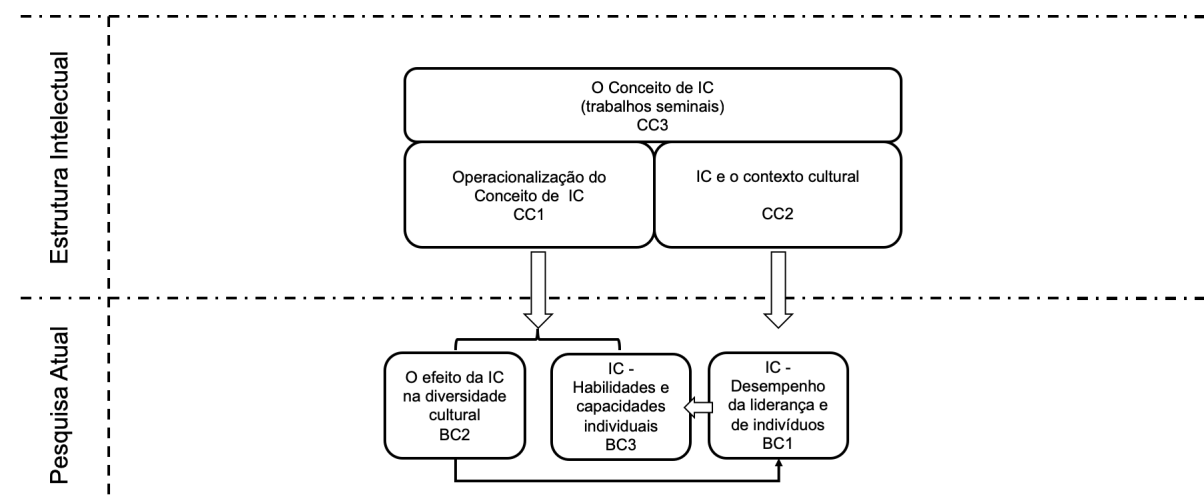 Estrutura Intelectual
O Conceito de IC
(trabalhos seminais)
CC3
Operacionalização do
Conceito de IC
CC1
IC e o contexto cultural
CC2
Pesquisa Atual
O efeito da IC
na diversidade
cultural
BC2
IC -
Habilidades e
capacidades
individuais
BC3
IC -
Desempenho
da liderança e
de indivíduos
BC1